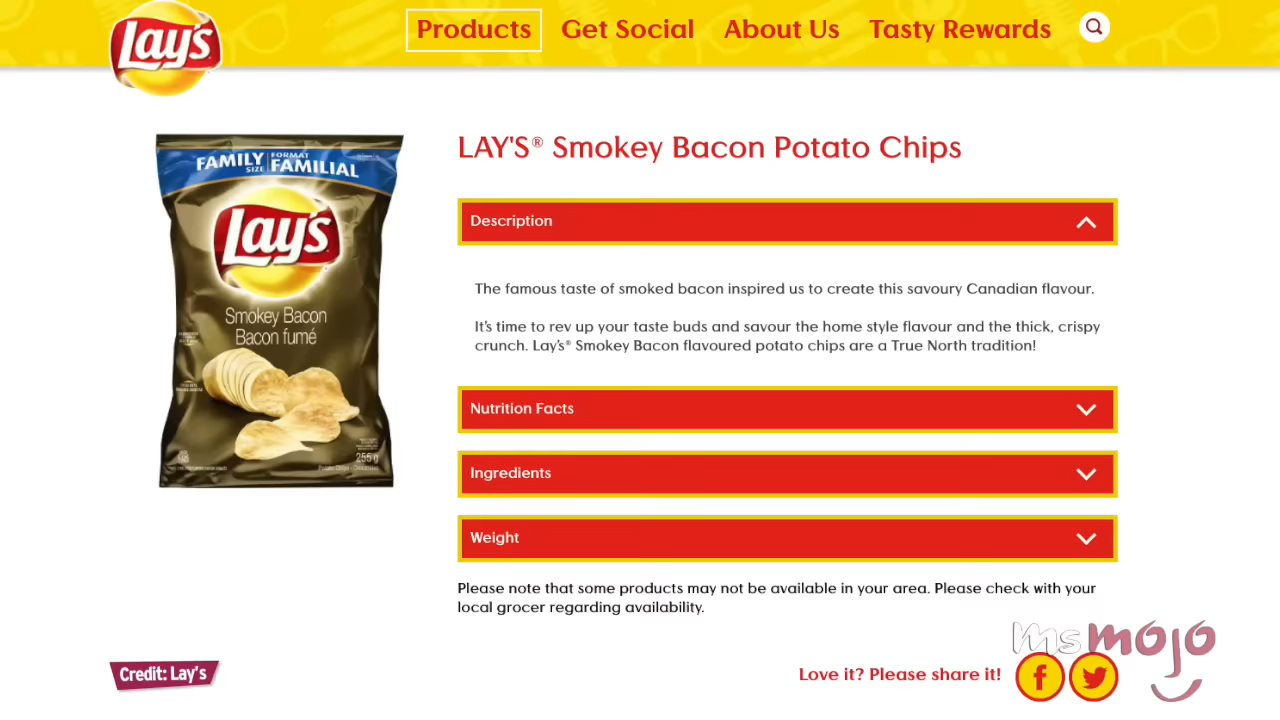 Lay's
Products
Get Social
About Us
Tasty Rewards
FAMILY SIZE
FORMAT FAMILIAL
Lay's
Smokey Bacon
Bacon fumé
255 g
LAY'S® Smokey Bacon Potato Chips
Description
The famous taste of smoked bacon inspired us to create this savoury Canadian flavour.
It's time to rev up your taste buds and savour the home style flavour and the thick, crispy
crunch. Lay's® Smokey Bacon flavoured potato chips are a True North tradition!
Nutrition Facts
Ingredients
Weight
Please note that some products may not be available in your area. Please check with your
local grocer regarding availability.
msmojo
Credit: Lay's
Love it? Please share it!